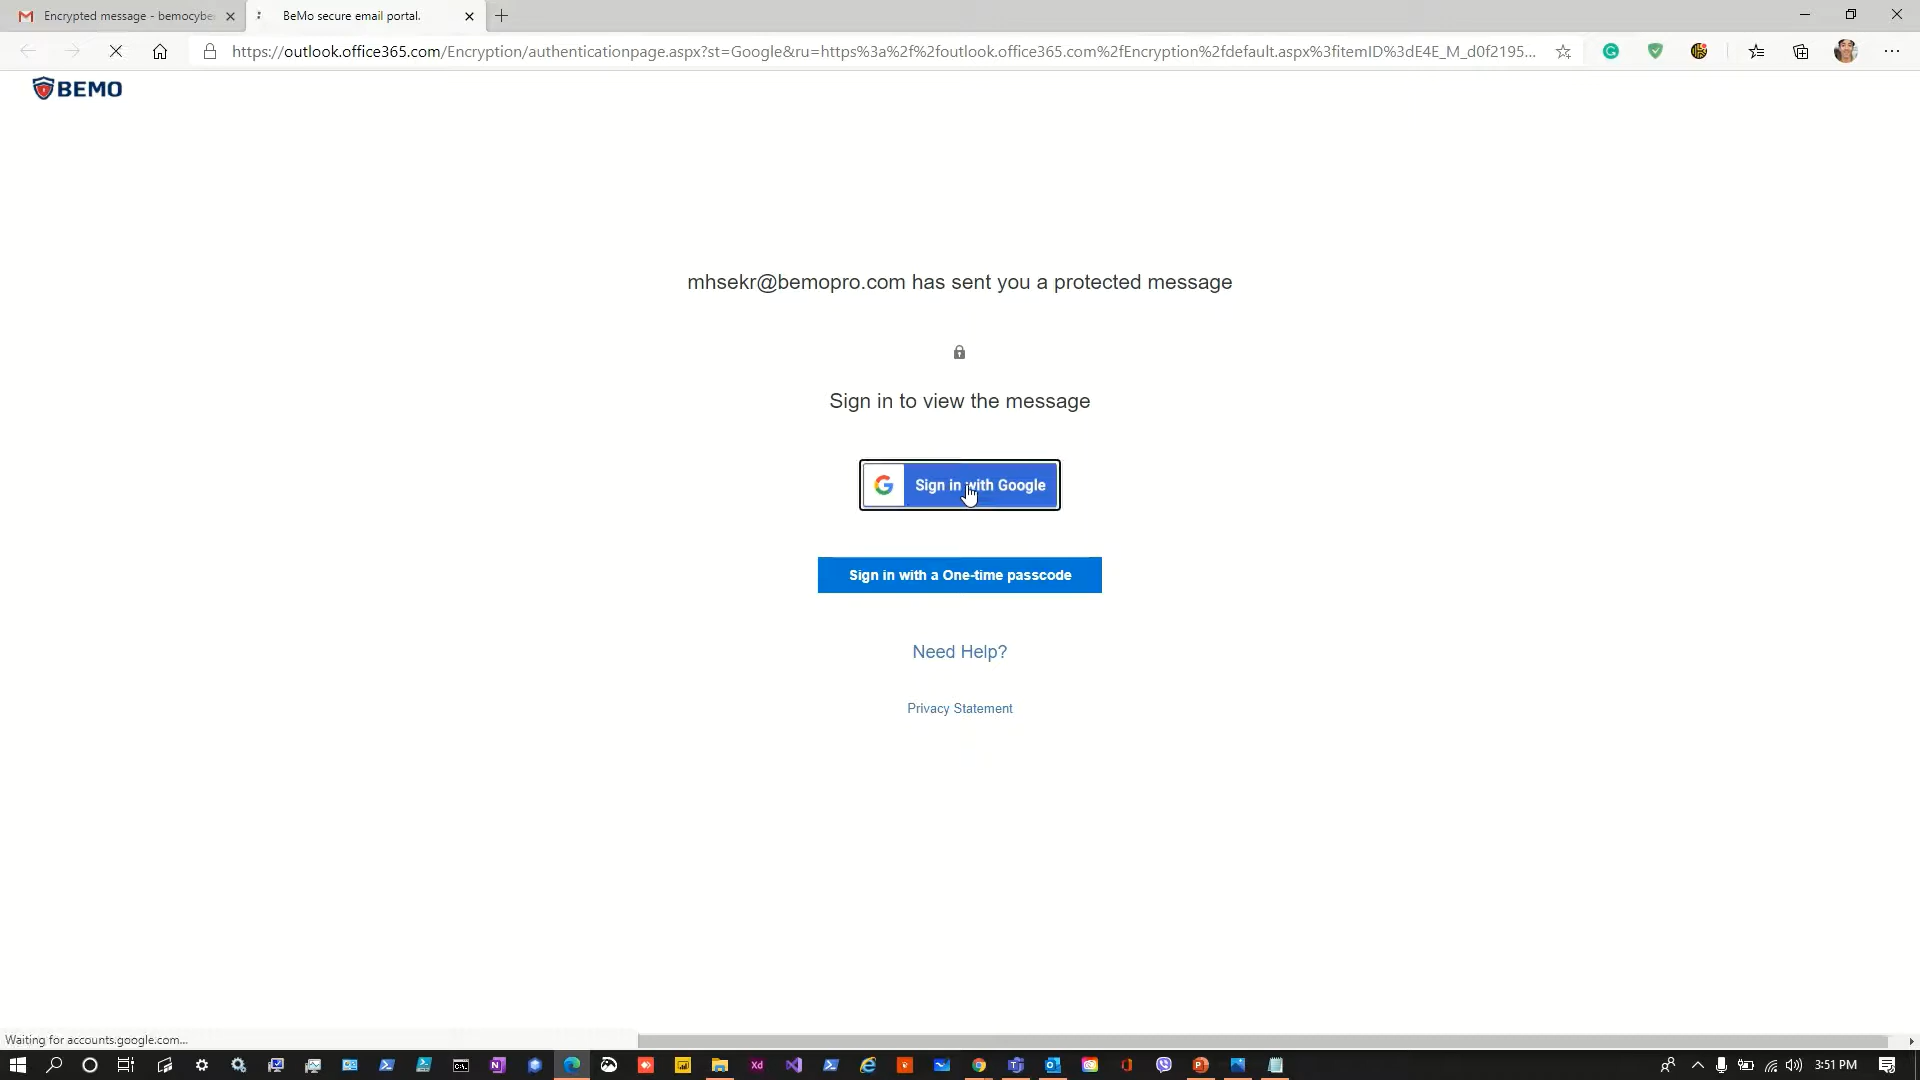 Encrypted message - bemocybe
BeMo secure email portal.
https://outlook.office365.com/Encryption/authenticationpage.aspx?st=Google&ru=https%3a%2f%2foutlook.office365.com%2fEncryption%2fdefault.aspx%3fitemID%3dE4E_M_d0f2195...
BEMO
mhsekr@bemopro.com has sent you a protected message
Sign in to view the message
Sign in with Google
Sign in with a One-time passcode
Need Help?
Privacy Statement
Waiting for accounts.google.com...
3:51 PM